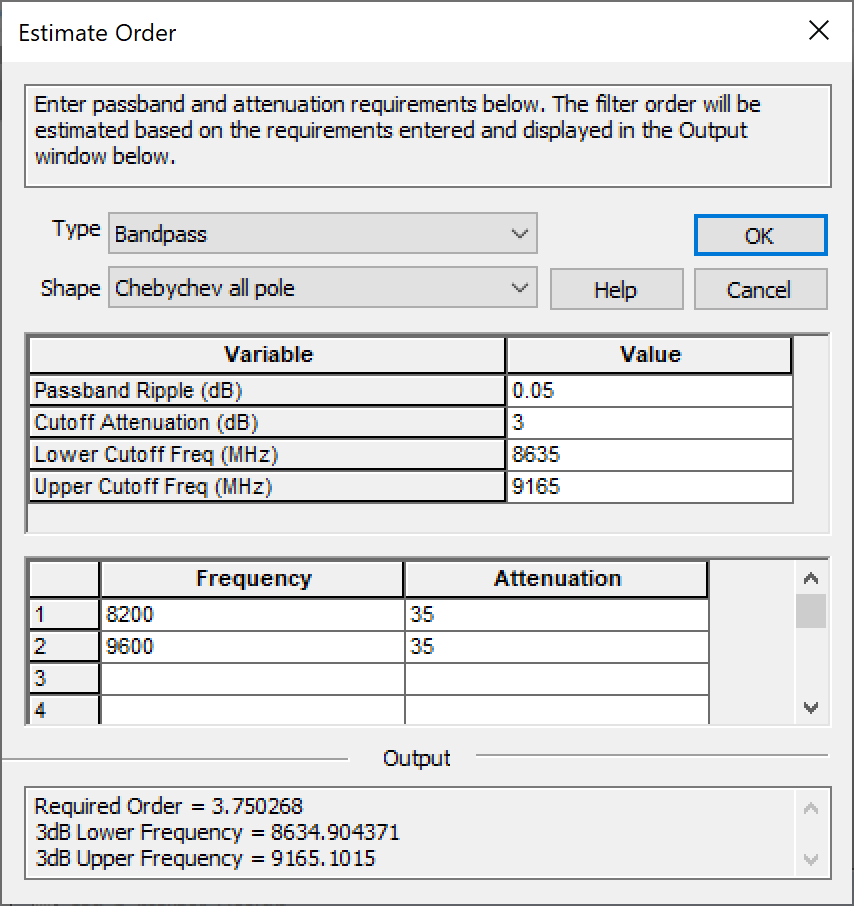 Estimate Order
Enter passband and attenuation requirements below. The filter order will be
estimated based on the requirements entered and displayed in the Output
window below.
Type Bandpass OK
Shape Chebychev all pole Help Cancel
Variable Value
Passband Ripple (dB) 0.05
Cutoff Attenuation (dB) 3
Lower Cutoff Freq (MHz) 8635
Upper Cutoff Freq (MHz) 9165
Frequency Attenuation
1 8200 35
2 9600 35
3
4
Output
Required Order = 3.750268
3dB Lower Frequency = 8634.904371
3dB Upper Frequency = 9165.1015